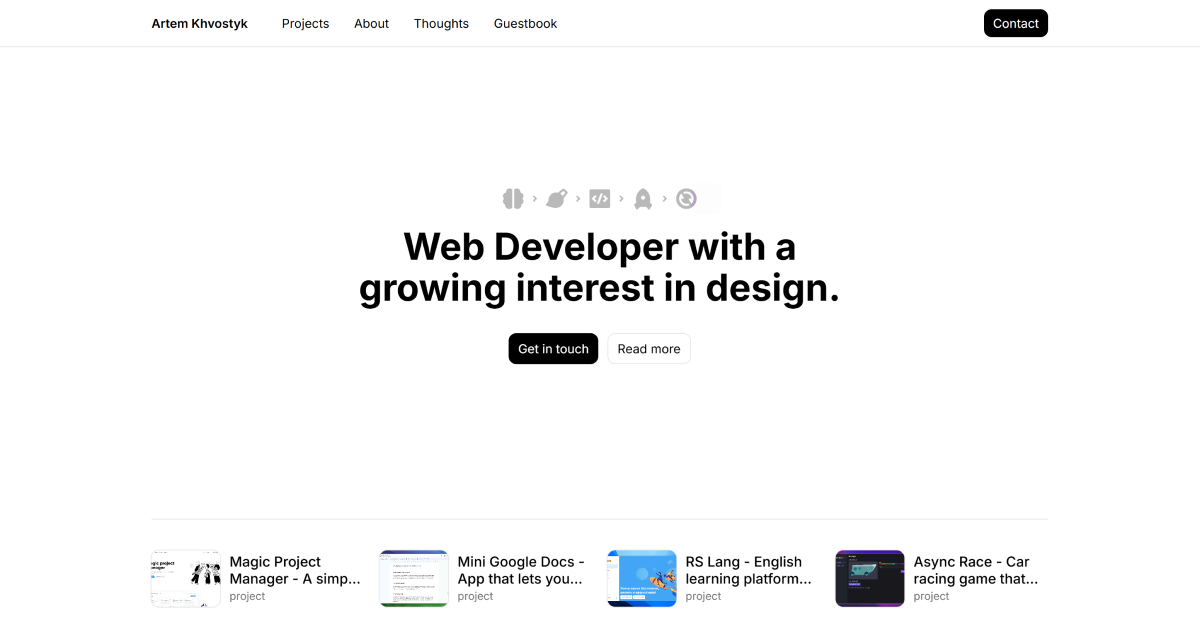 Artem Khvostyk
Projects
About
Thoughts
Guestbook
Contact
Web Developer with a
growing interest in design.
Get in touch
Read more
Magic Project
Manager - A simp...
project
Mini Google Docs -
App that lets you...
project
RS Lang - English
learning platform...
project
Async Race - Car
racing game that...
project